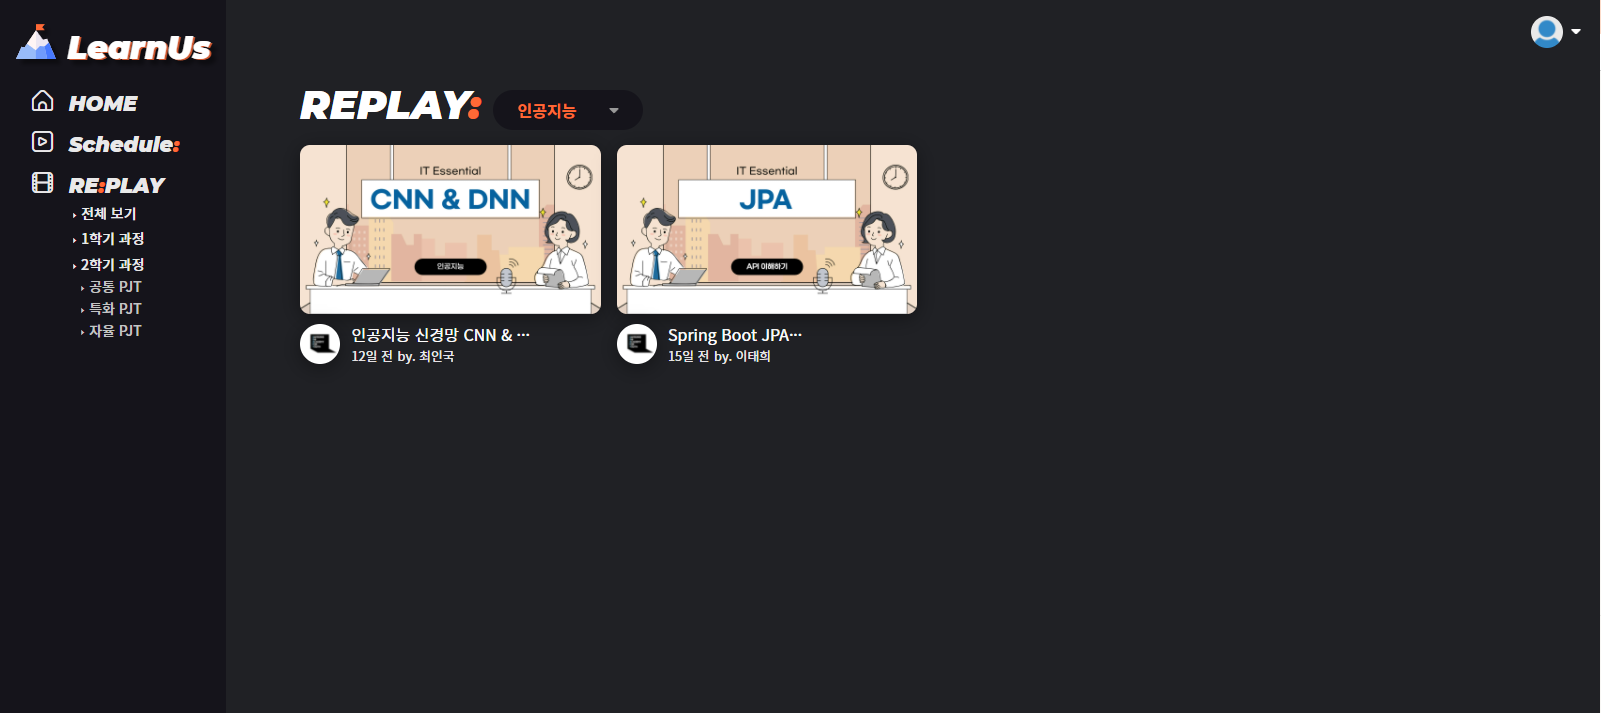 LearnUs
HOME
Schedule:
RE:PLAY
전체 보기
1학기 과정
2학기 과정
공통 PJT
특화 PJT
자율 PJT
REPLAY:
인공지능
IT Essential
CNN & DNN
인공지능
인공지능 신경망 CNN & ···
12일 전 by. 최인국
IT Essential
JPA
API 이해하기
Spring Boot JPA···
15일 전 by. 이태희